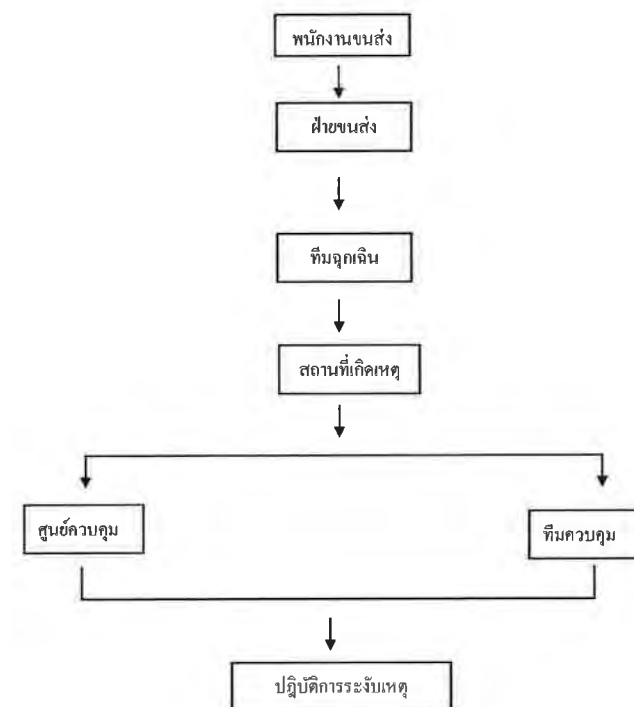 พนักงานขนส่ง
ฝ่ายขนส่ง
ทีมฉุกเฉิน
สถานที่เกิดเหตุ
ศูนย์ควบคุม
ทีมควบคุม
ปฎิบัติการระงับเหตุ